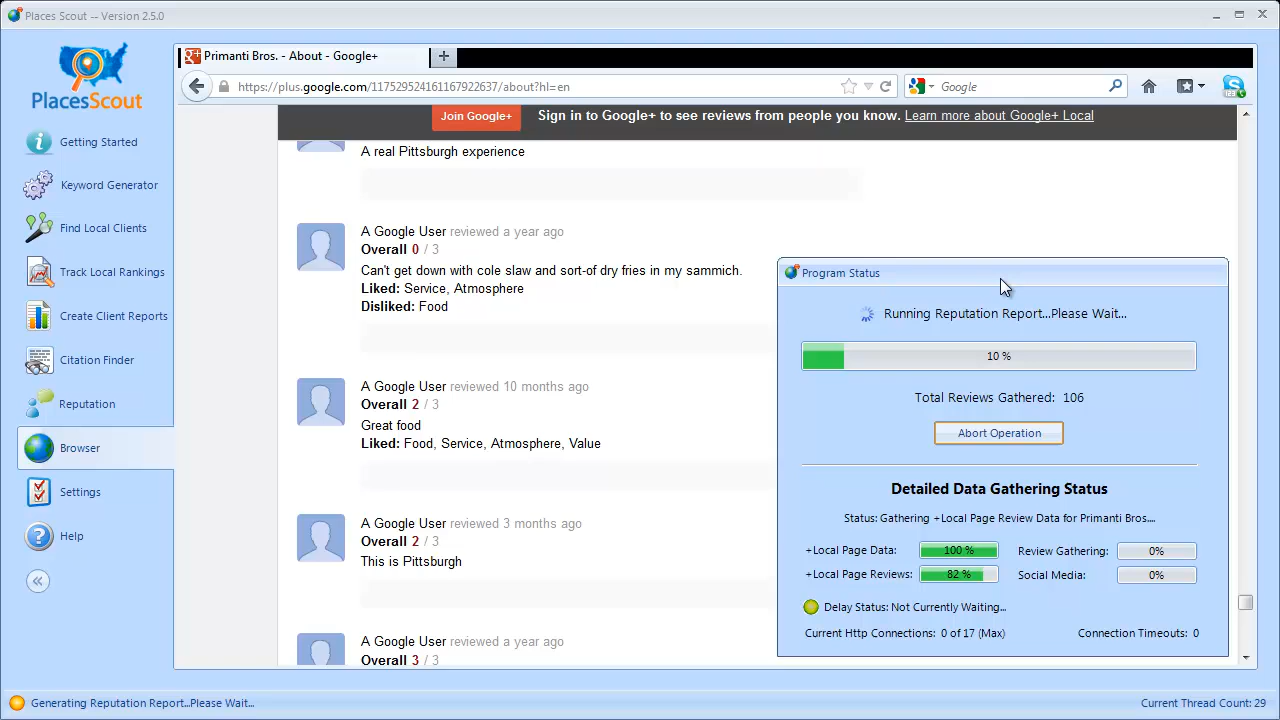 Places Scout -- Version 2.5.0
PlacesScout
Getting Started
Keyword Generator
Find Local Clients
Track Local Rankings
Create Client Reports
Citation Finder
Reputation
Browser
Settings
Help
Primanti Bros. - About - Google+
https://plus.google.com/117529524161167922637/about?hl=en
Google
Join Google+
Sign in to Google+ to see reviews from people you know. Learn more about Google+ Local
A real Pittsburgh experience
A Google User reviewed a year ago
Overall 0 / 3
Can't get down with cole slaw and sort-of dry fries in my sammich.
Liked: Service, Atmosphere
Disliked: Food
A Google User reviewed 10 months ago
Overall 2 / 3
Great food
Liked: Food, Service, Atmosphere, Value
A Google User reviewed 3 months ago
Overall 2 / 3
This is Pittsburgh
A Google User reviewed a year ago
Overall 3 / 3
Program Status
Running Reputation Report...Please Wait...
10 %
Total Reviews Gathered: 106
Abort Operation
Detailed Data Gathering Status
Status: Gathering +Local Page Review Data for Primanti Bros....
+Local Page Data: 100 % Review Gathering: 0%
+Local Page Reviews: 82 % Social Media: 0%
Delay Status: Not Currently Waiting...
Current Http Connections: 0 of 17 (Max) Connection Timeouts: 0
Generating Reputation Report...Please Wait...
Current Thread Count: 29